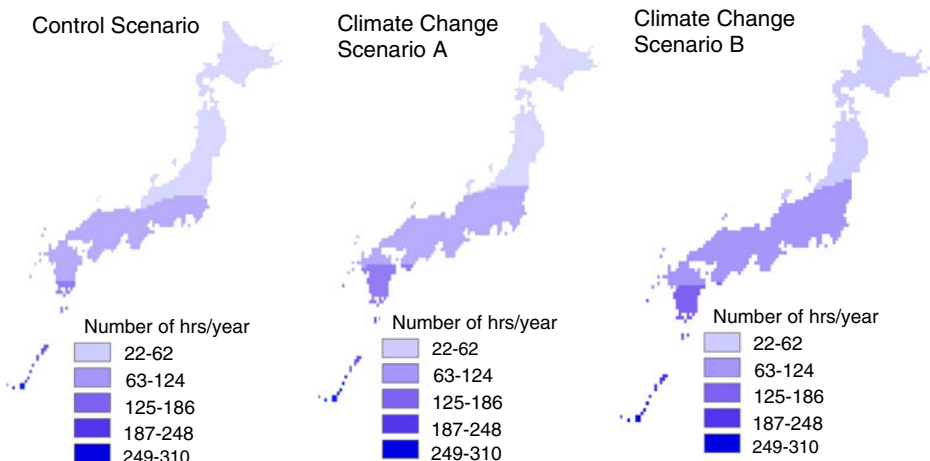 Control Scenario
Climate Change
Scenario A
Climate Change
Scenario B
Number of hrs/year
22-62
63-124
125-186
187-248
249-310
Number of hrs/year
22-62
63-124
125-186
187-248
249-310
Number of hrs/year
22-62
63-124
125-186
187-248
249-310